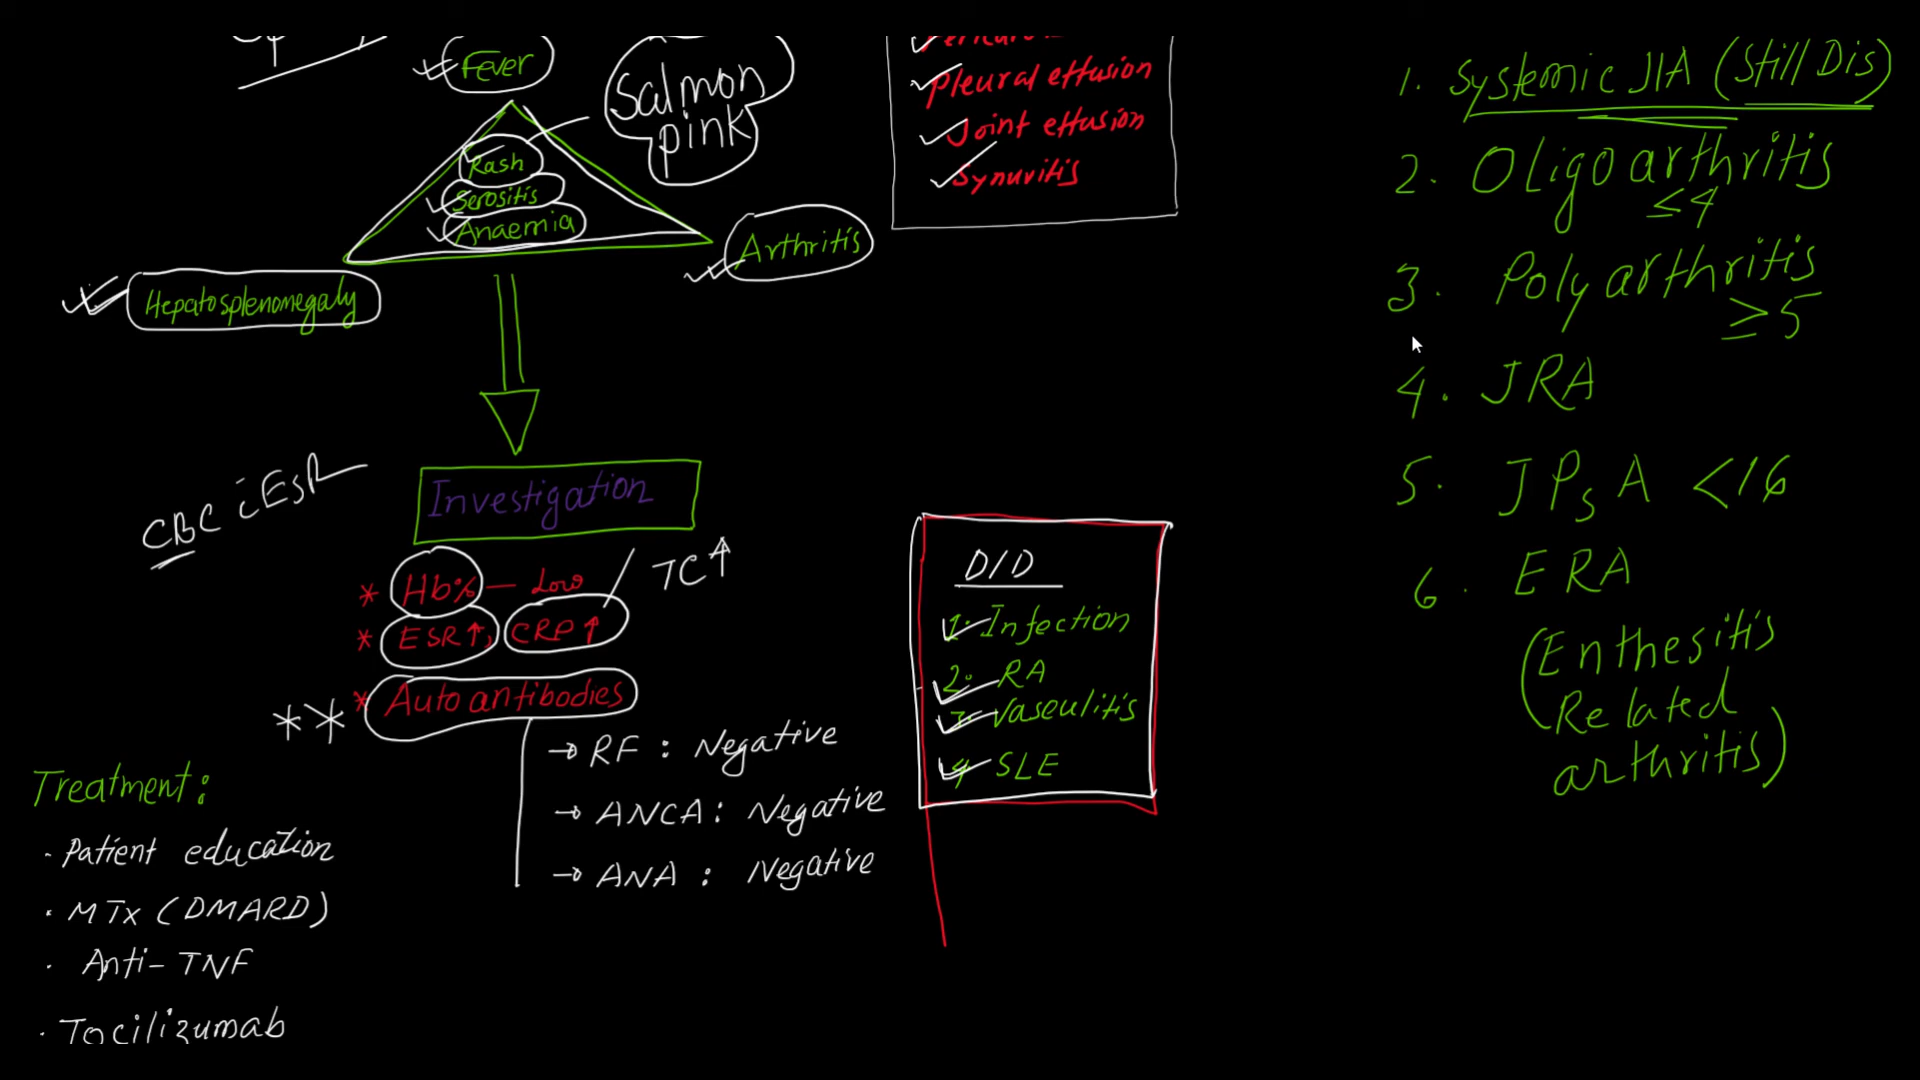 Fever
Salmon
pink
Rash
Serositis
Anaemia
Arthritis
Hepatosplenomegaly
Pleural effusion
Joint effusion
Synuvitis
CBC c̄ ESR
Investigation
* Hb% — Low
TC↑
* ESR↑, CRP↑
** * Autoantibodies
→ RF : Negative
→ ANCA : Negative
→ ANA : Negative
Treatment:
· Patient education
· MTx (DMARD)
· Anti-TNF
· Tocilizumab
D/D
1. Infection
2. RA
3. Vasculitis
4. SLE
1. Systemic JIA (Still Dis)
2. Oligoarthritis
≤4
3. Polyarthritis
≥5
4. JRA
5. JPsA <16
6. ERA
(Enthesitis
Related
arthritis)